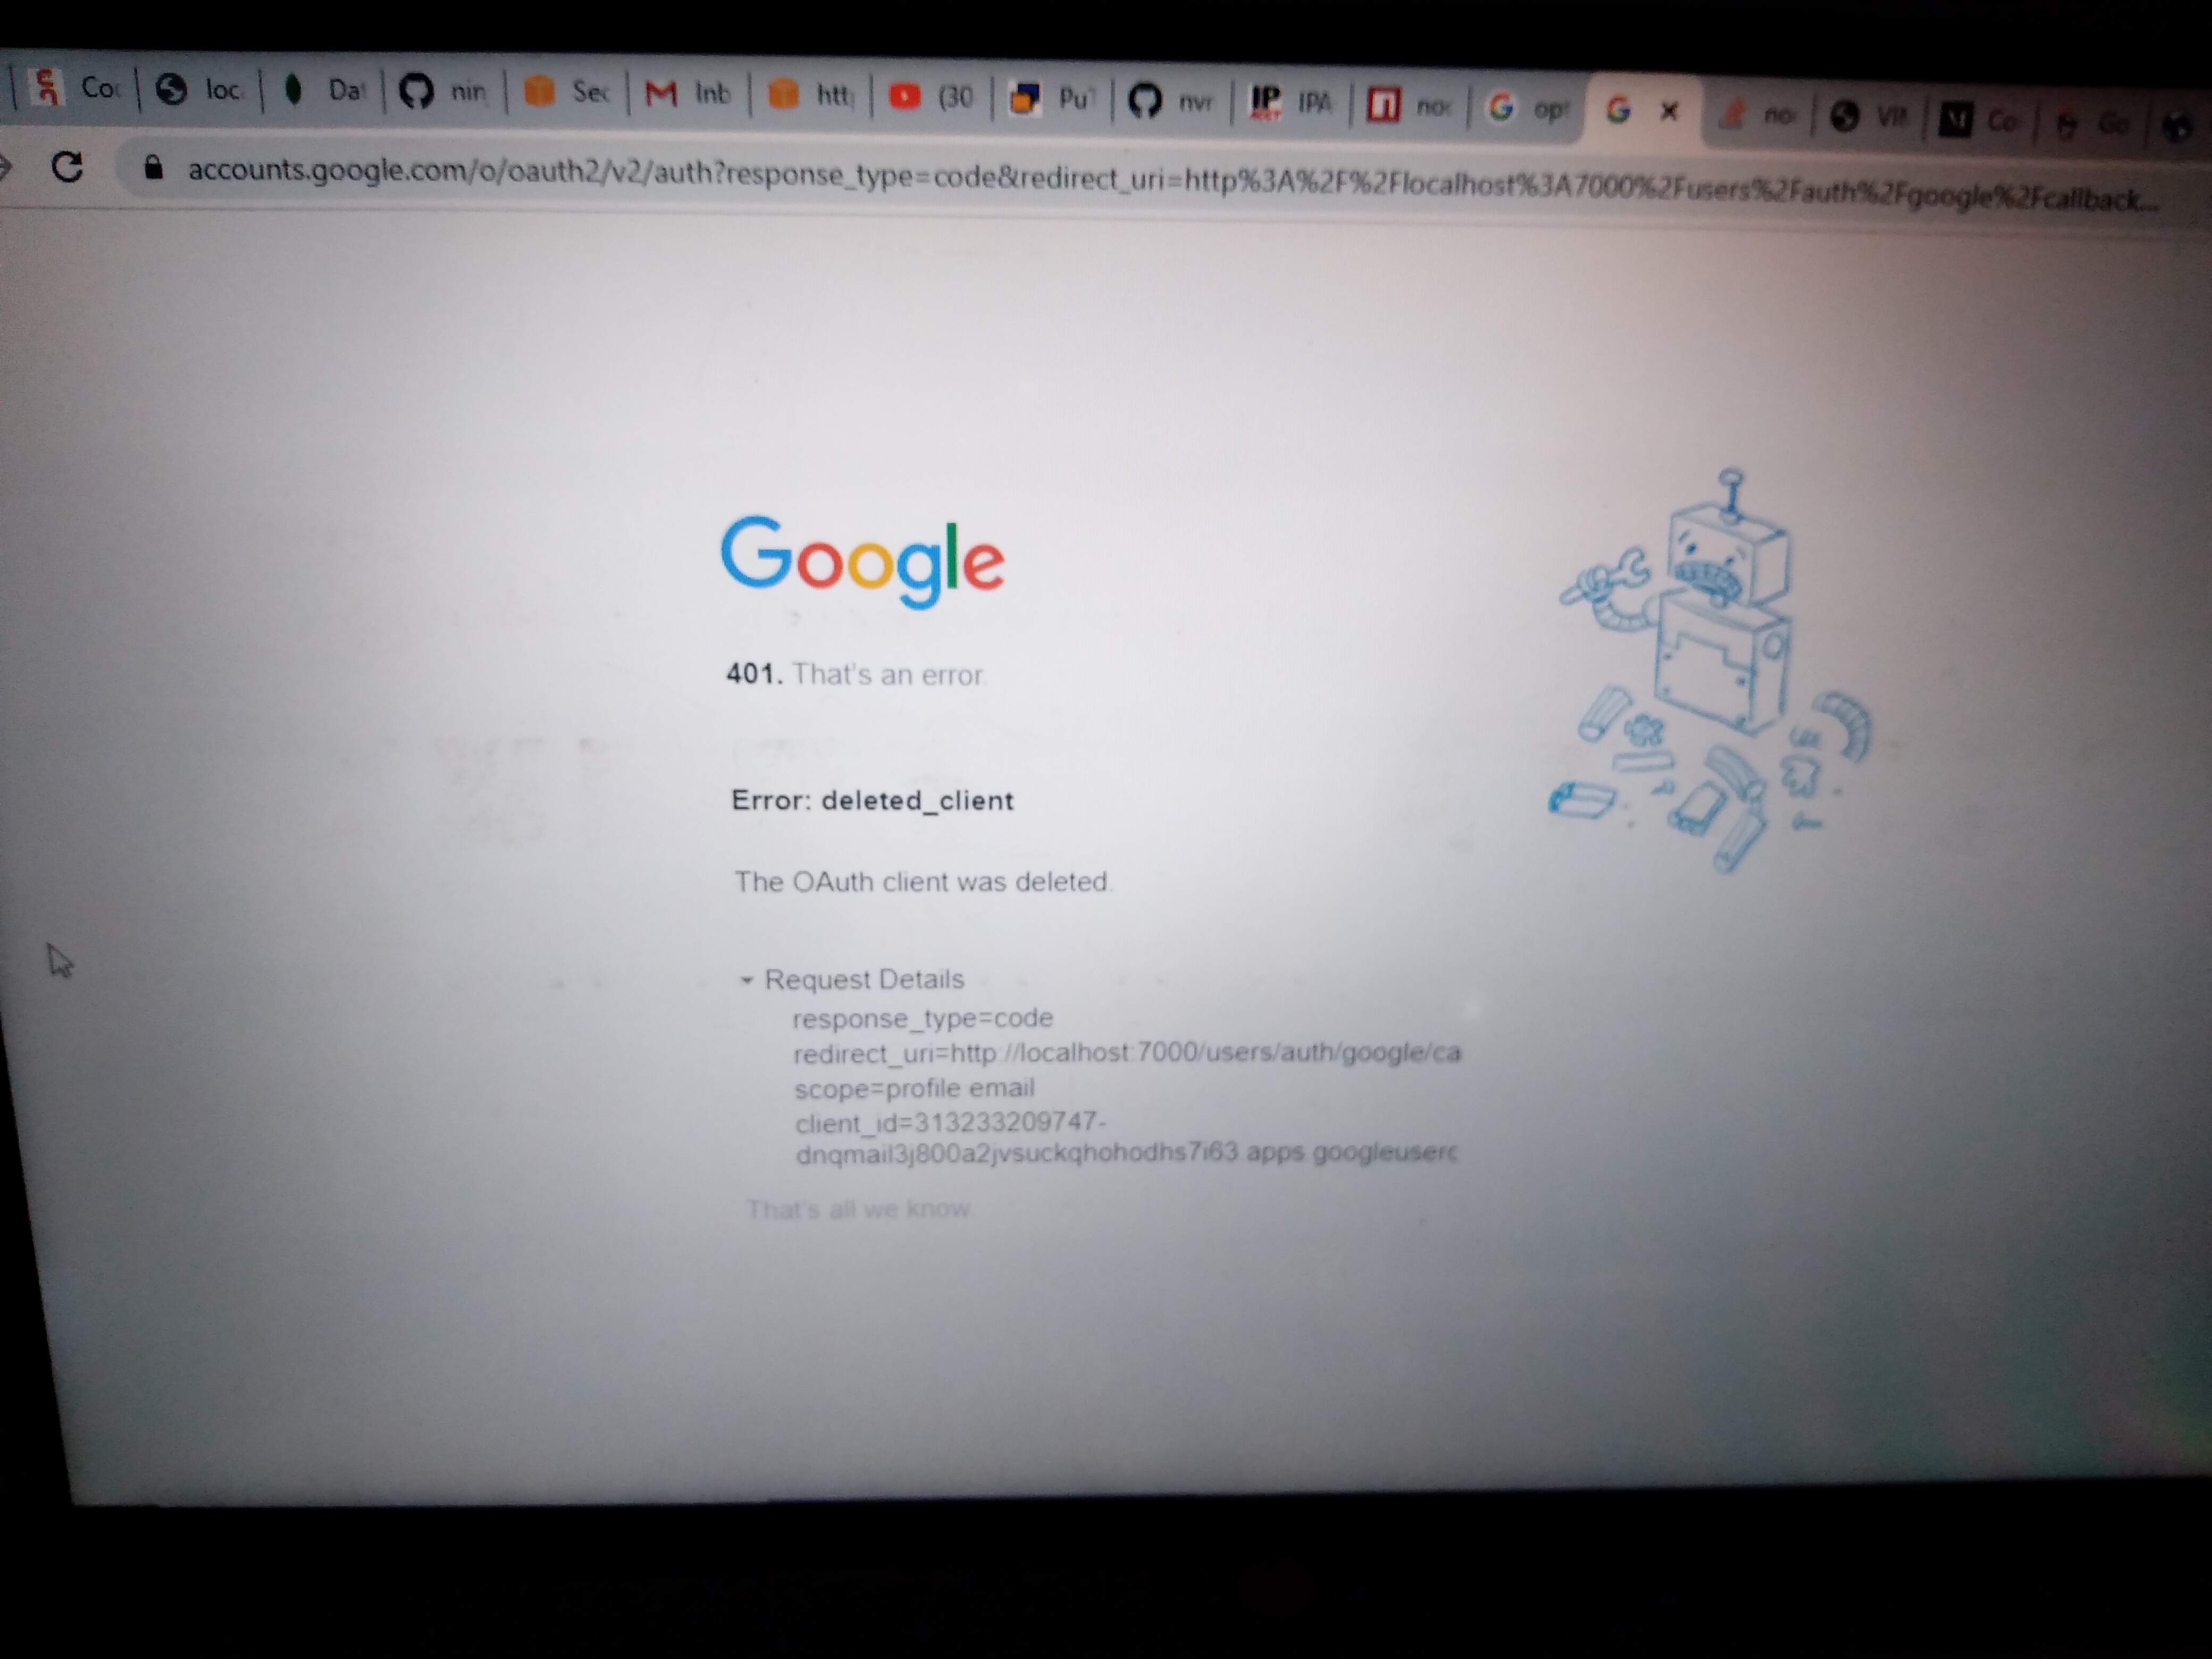 Co
loc
Da
nin
Sec
Inb
htt
(30
Pu
nvr
IP
IPA
no
op
no
VI
Co
Go
accounts.google.com/o/oauth2/v2/auth?response_type=code&redirect_uri=http%3A%2F%2Flocalhost%3A7000%2Fusers%2Fauth%2Fgoogle%2Fcallback...
Google
401. That's an error.
Error: deleted_client
The OAuth client was deleted.
Request Details
response_type=code
redirect_uri=http://localhost:7000/users/auth/google/ca
scope=profile email
client_id=313233209747-
dnqmail3j800a2jvsuckqhohodhs7i63.apps.googleuserc
That's all we know.